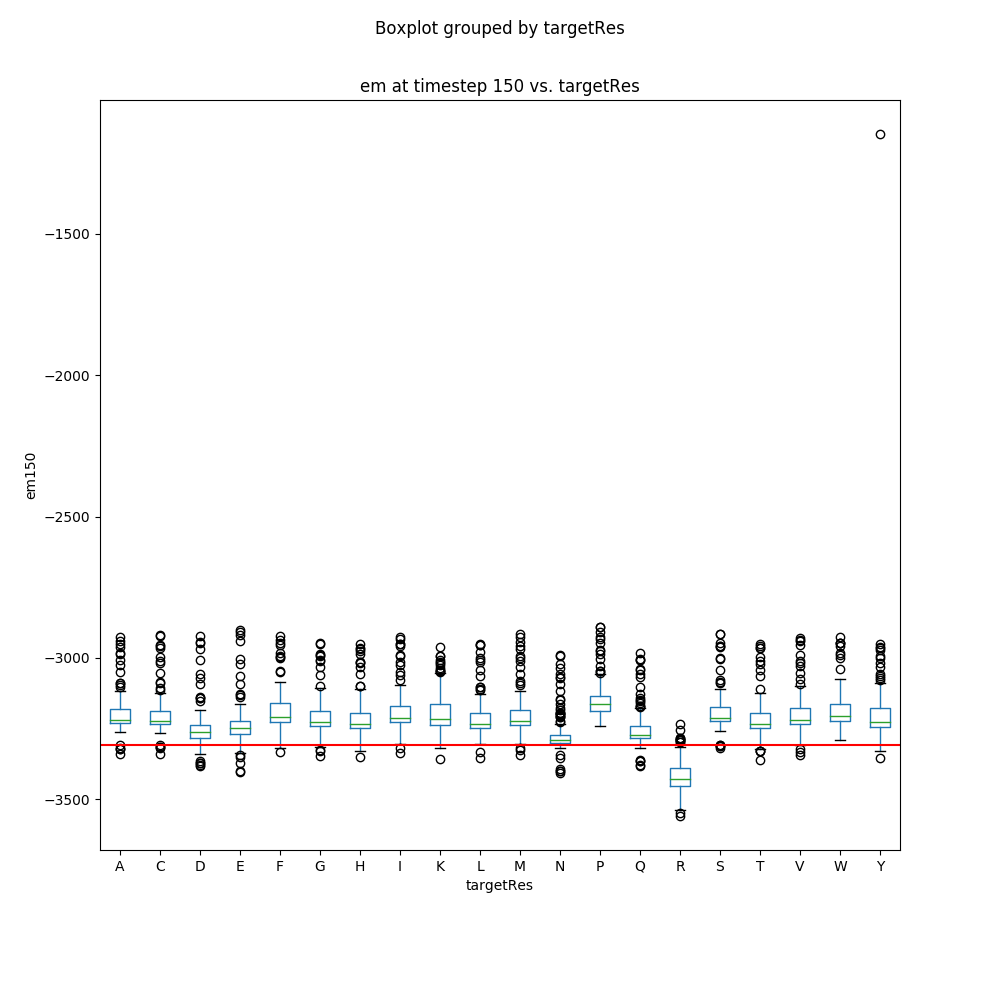 Boxplot grouped by targetRes
em at timestep 150 vs. targetRes
−1500
−2000
−2500
−3000
−3500
em150
A C D E F G H I K L M N P Q R S T V W Y
targetRes